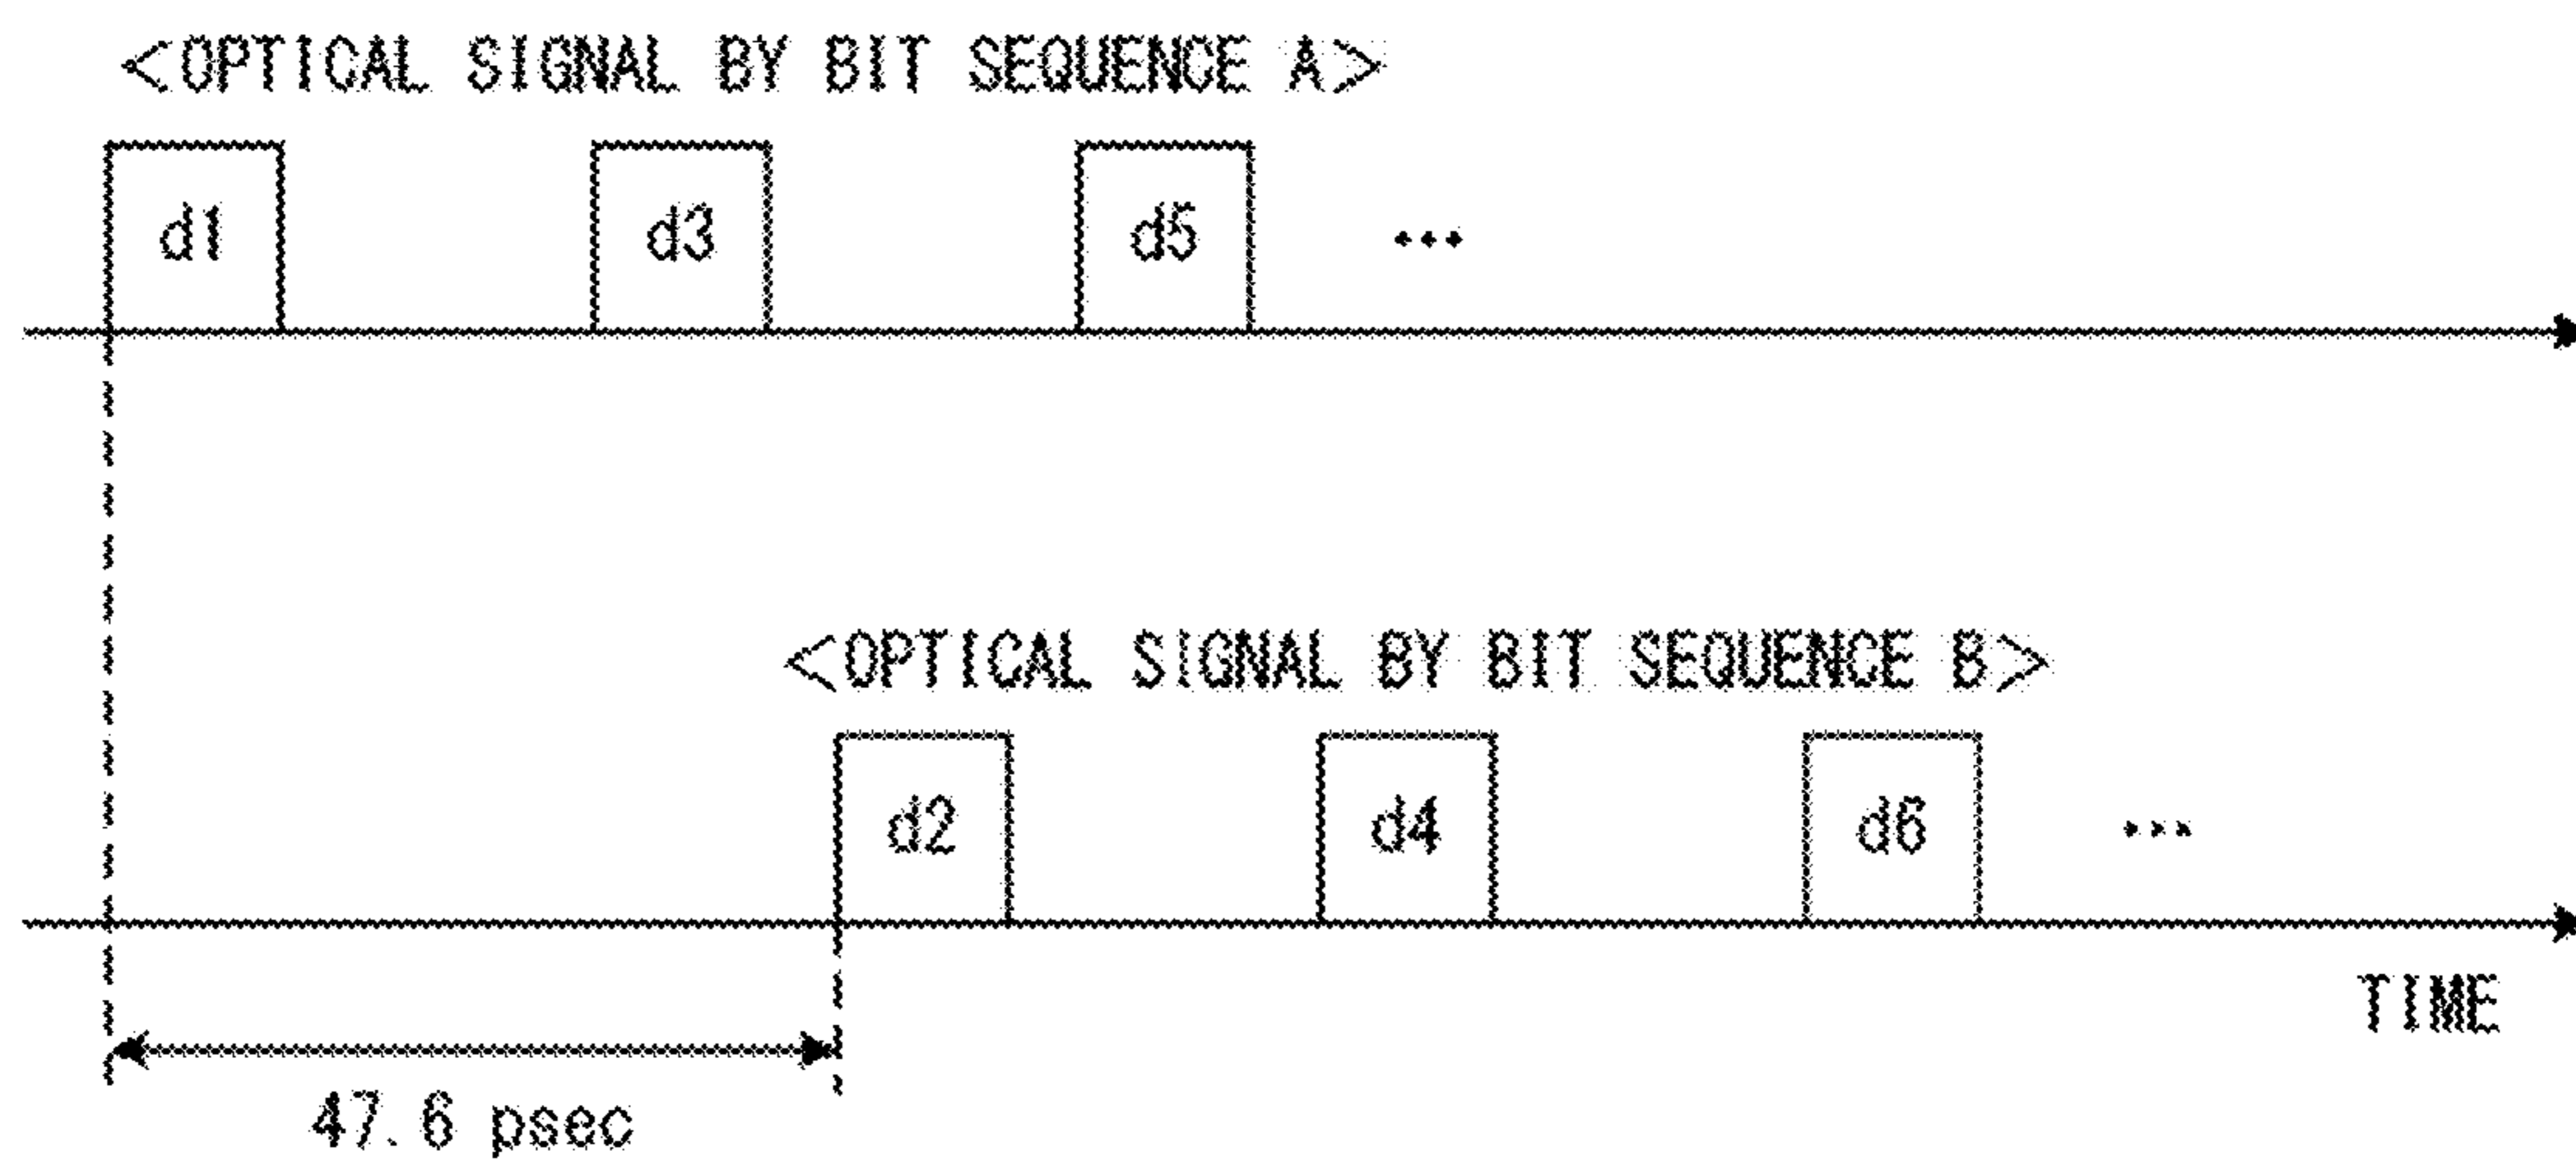 <OPTICAL SIGNAL BY BIT SEQUENCE A>
d1 d3 d5 ...
<OPTICAL SIGNAL BY BIT SEQUENCE B>
d2 d4 d6 ...
TIME
47.6 psec